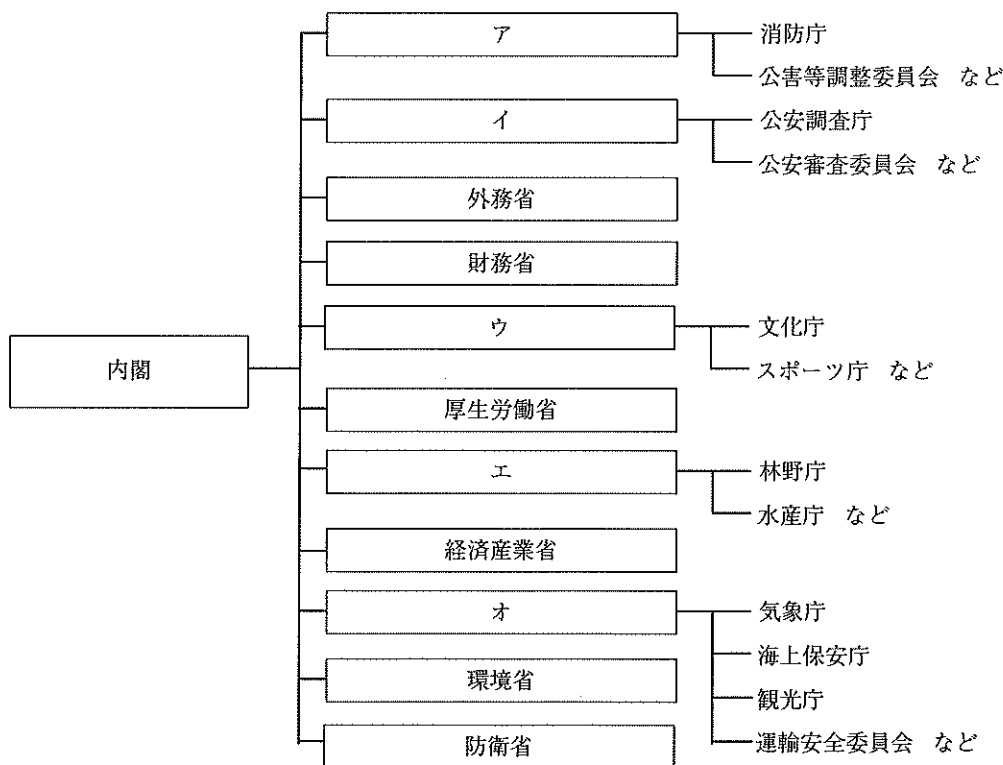 ア
消防庁
公害等調整委員会 など
イ
公安調査庁
公安審査委員会 など
外務省
財務省
ウ
文化庁
スポーツ庁 など
内閣
厚生労働省
エ
林野庁
水産庁 など
経済産業省
オ
気象庁
海上保安庁
観光庁
運輸安全委員会 など
環境省
防衛省